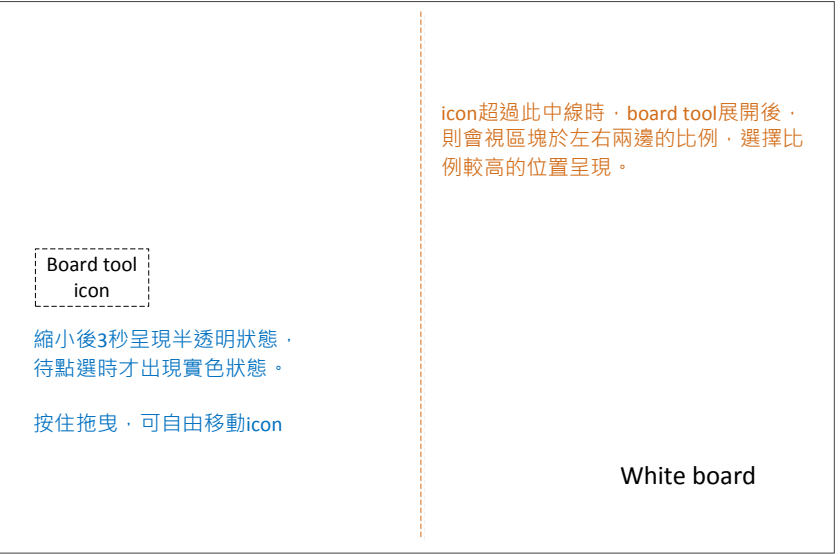 icon超過此中線時，board tool展開後，
則會視區塊於左右兩邊的比例，選擇比
例較高的位置呈現。
Board tool
icon
縮小後3秒呈現半透明狀態，
待點選時才出現實色狀態。
按住拖曳，可自由移動icon
White board